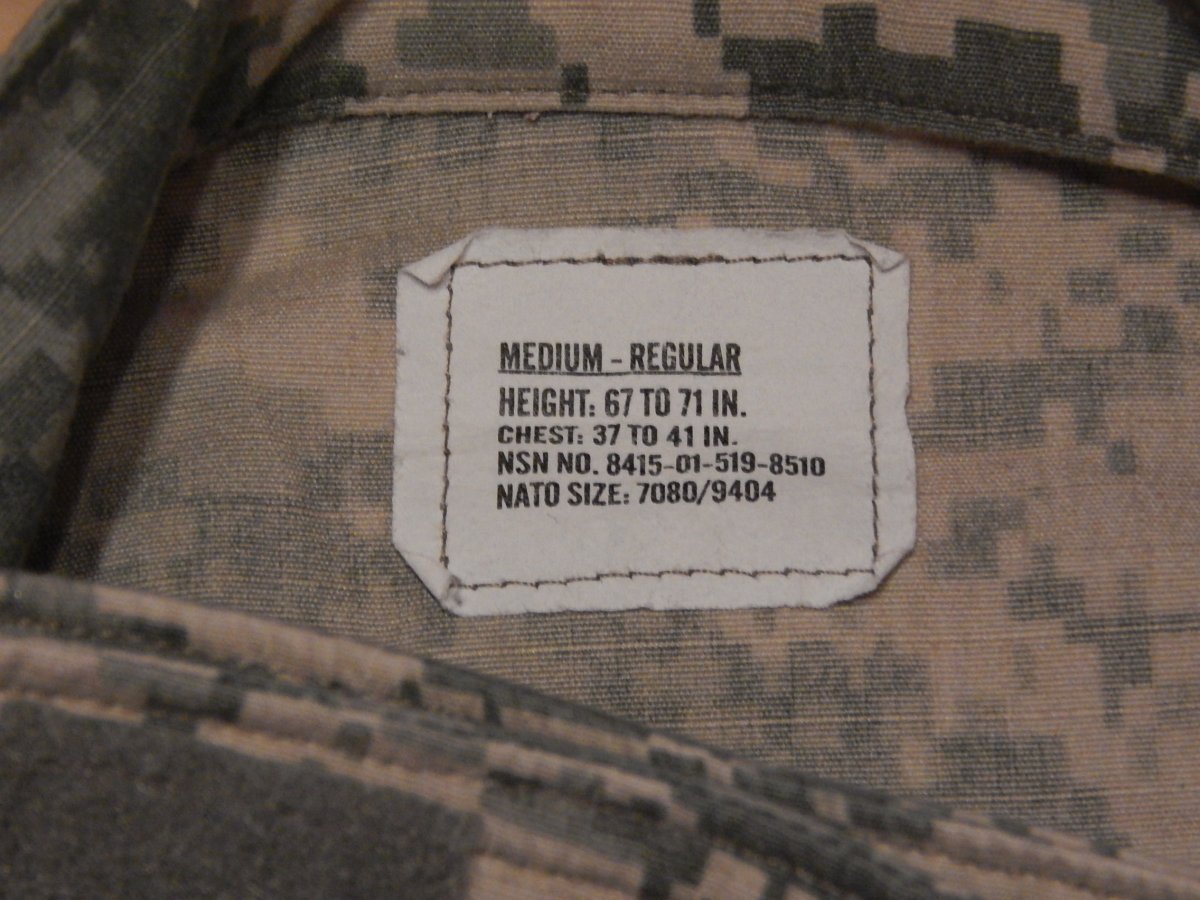 MEDIUM - REGULAR
HEIGHT: 67 TO 71 IN.
CHEST: 37 TO 41 IN.
NSN NO. 8415-01-519-8510
NATO SIZE: 7080/9404